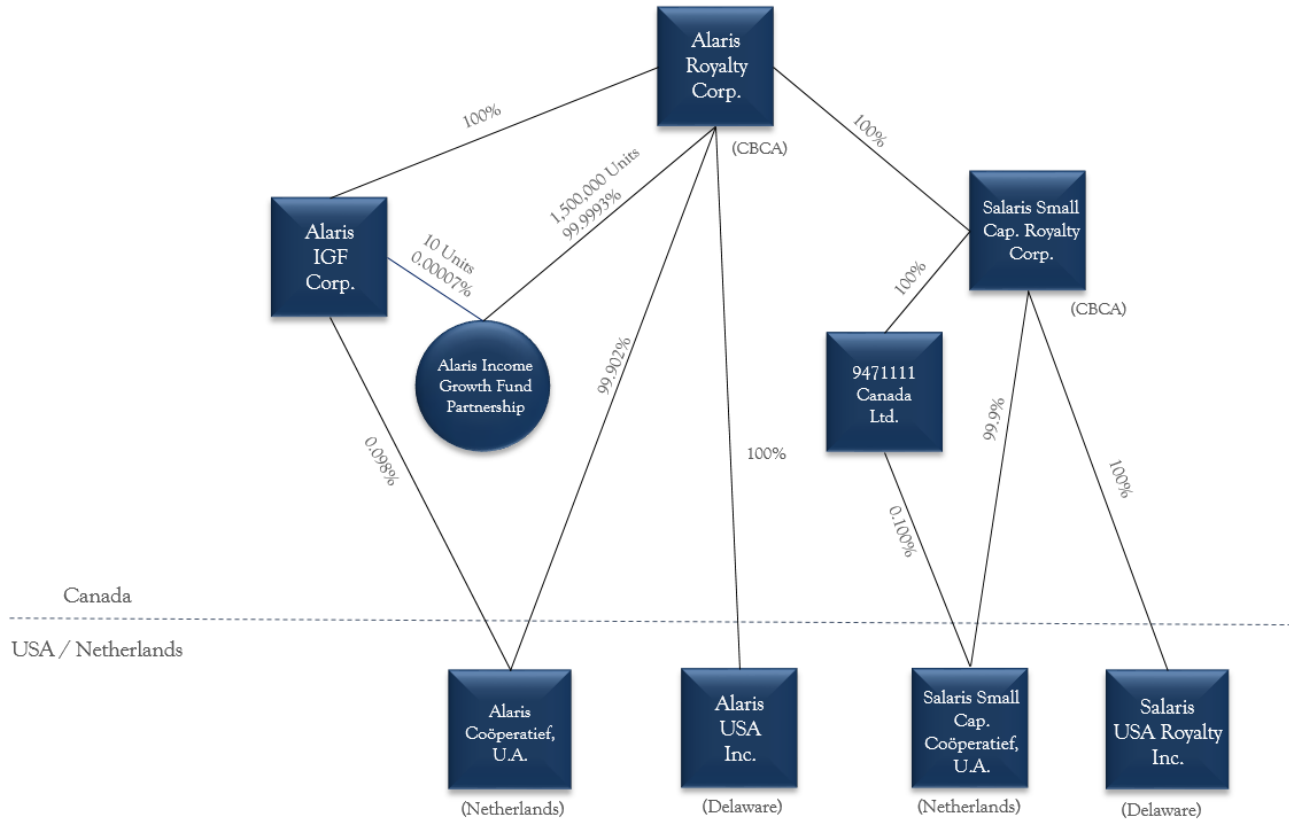 Alaris
Royalty
Corp.
(CBCA)
100%
1,500,000 Units
99.9993%
100%
Alaris
IGF
Corp.
10 Units
0.00007%
Salaris Small
Cap. Royalty
Corp.
(CBCA)
100%
Alaris Income
Growth Fund
Partnership
9471111
Canada
Ltd.
99.902%
0.098%
100%
0.100%
99.9%
100%
Canada
USA / Netherlands
Alaris
Coöperatief,
U.A.
(Netherlands)
Alaris
USA
Inc.
(Delaware)
Salaris Small
Cap.
Coöperatief,
U.A.
(Netherlands)
Salaris
USA Royalty
Inc.
(Delaware)